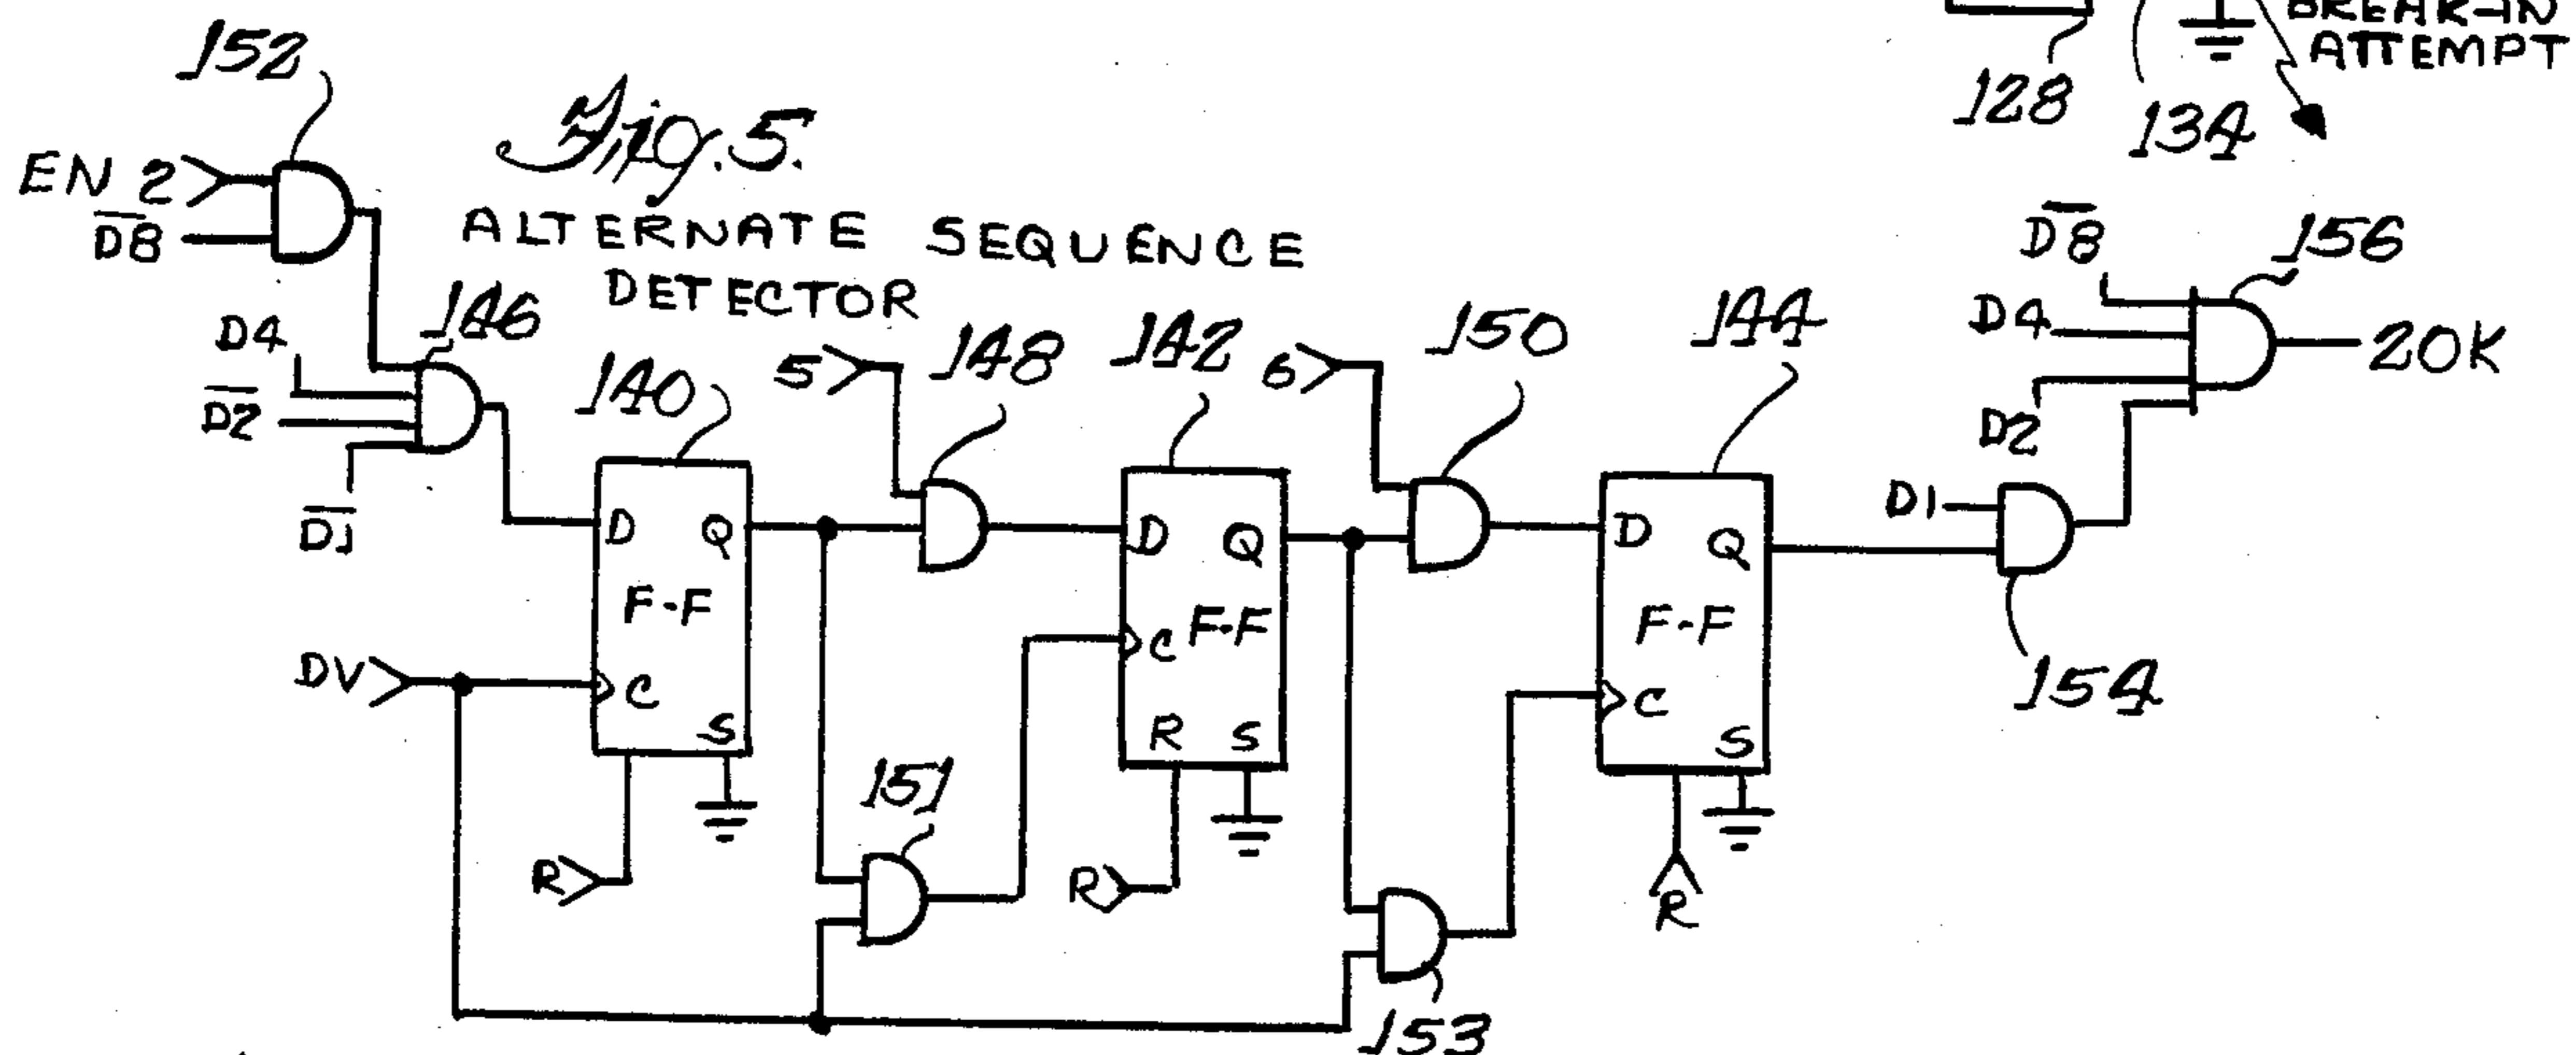 BREAK-IN
ATTEMPT
128
134
152
Fig. 5.
EN 2
D8
ALTERNATE SEQUENCE
DETECTOR
D8
156
D4
20K
D2
146
D4
D2
D1
140
5
148
142
6
150
144
D Q
F-F
C
S
D Q
F-F
C
R S
D Q
F-F
C
S
D1
154
DV
R
151
R
R
153